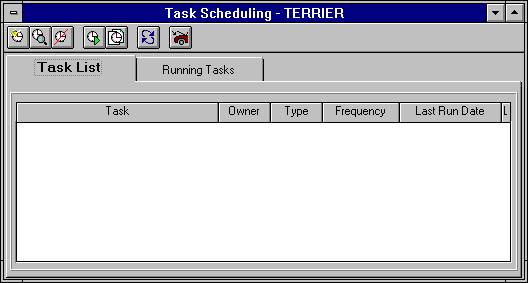 Task Scheduling - TERRIER
Task List
Running Tasks
Task Owner Type Frequency Last Run Date L